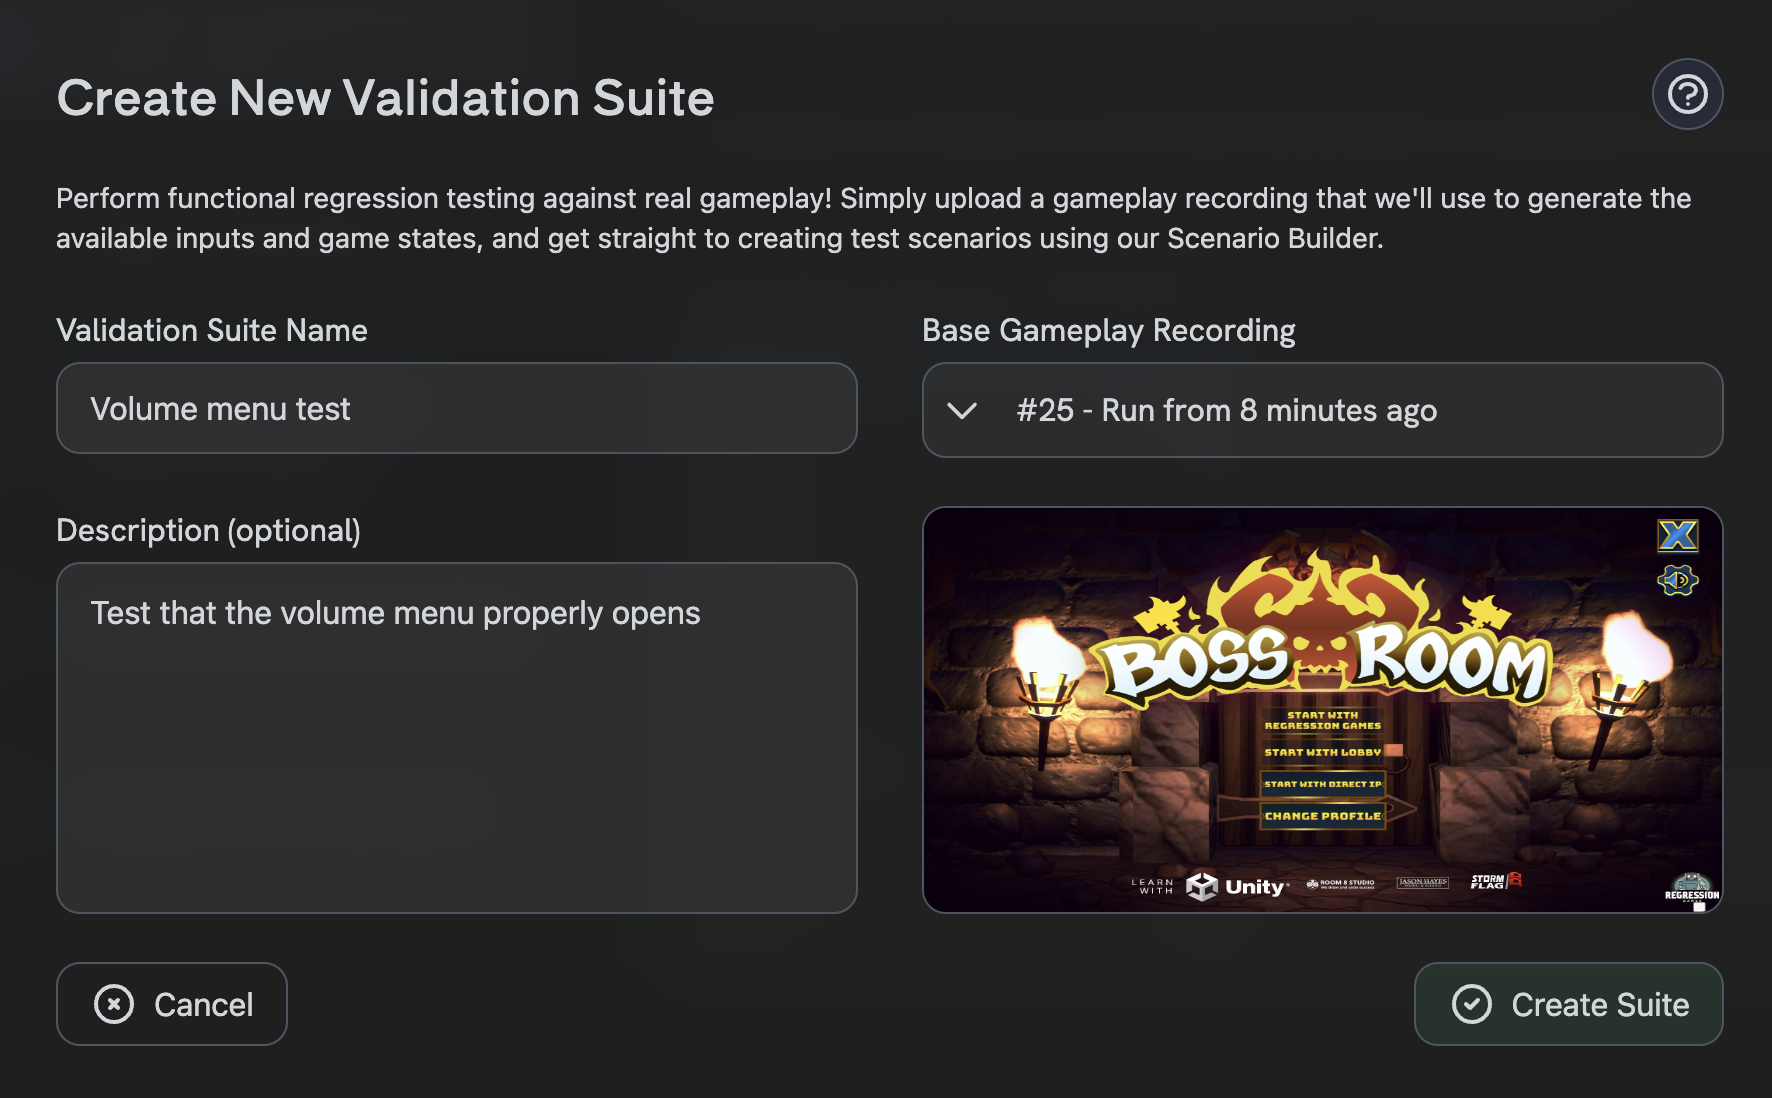 Create New Validation Suite
Perform functional regression testing against real gameplay! Simply upload a gameplay recording that we'll use to generate the
available inputs and game states, and get straight to creating test scenarios using our Scenario Builder.
Validation Suite Name
Volume menu test
Base Gameplay Recording
#25 - Run from 8 minutes ago
Description (optional)
Test that the volume menu properly opens
BOSS ROOM
START WITH
REGRESSION GAMES
START WITH LOBBY
START WITH DIRECT IP
CHANGE PROFILE
LEARN
WITH
Unity
ROOM 8 STUDIO
JASON HAYES
STORM
FLAG
REGRESSION
Cancel
Create Suite